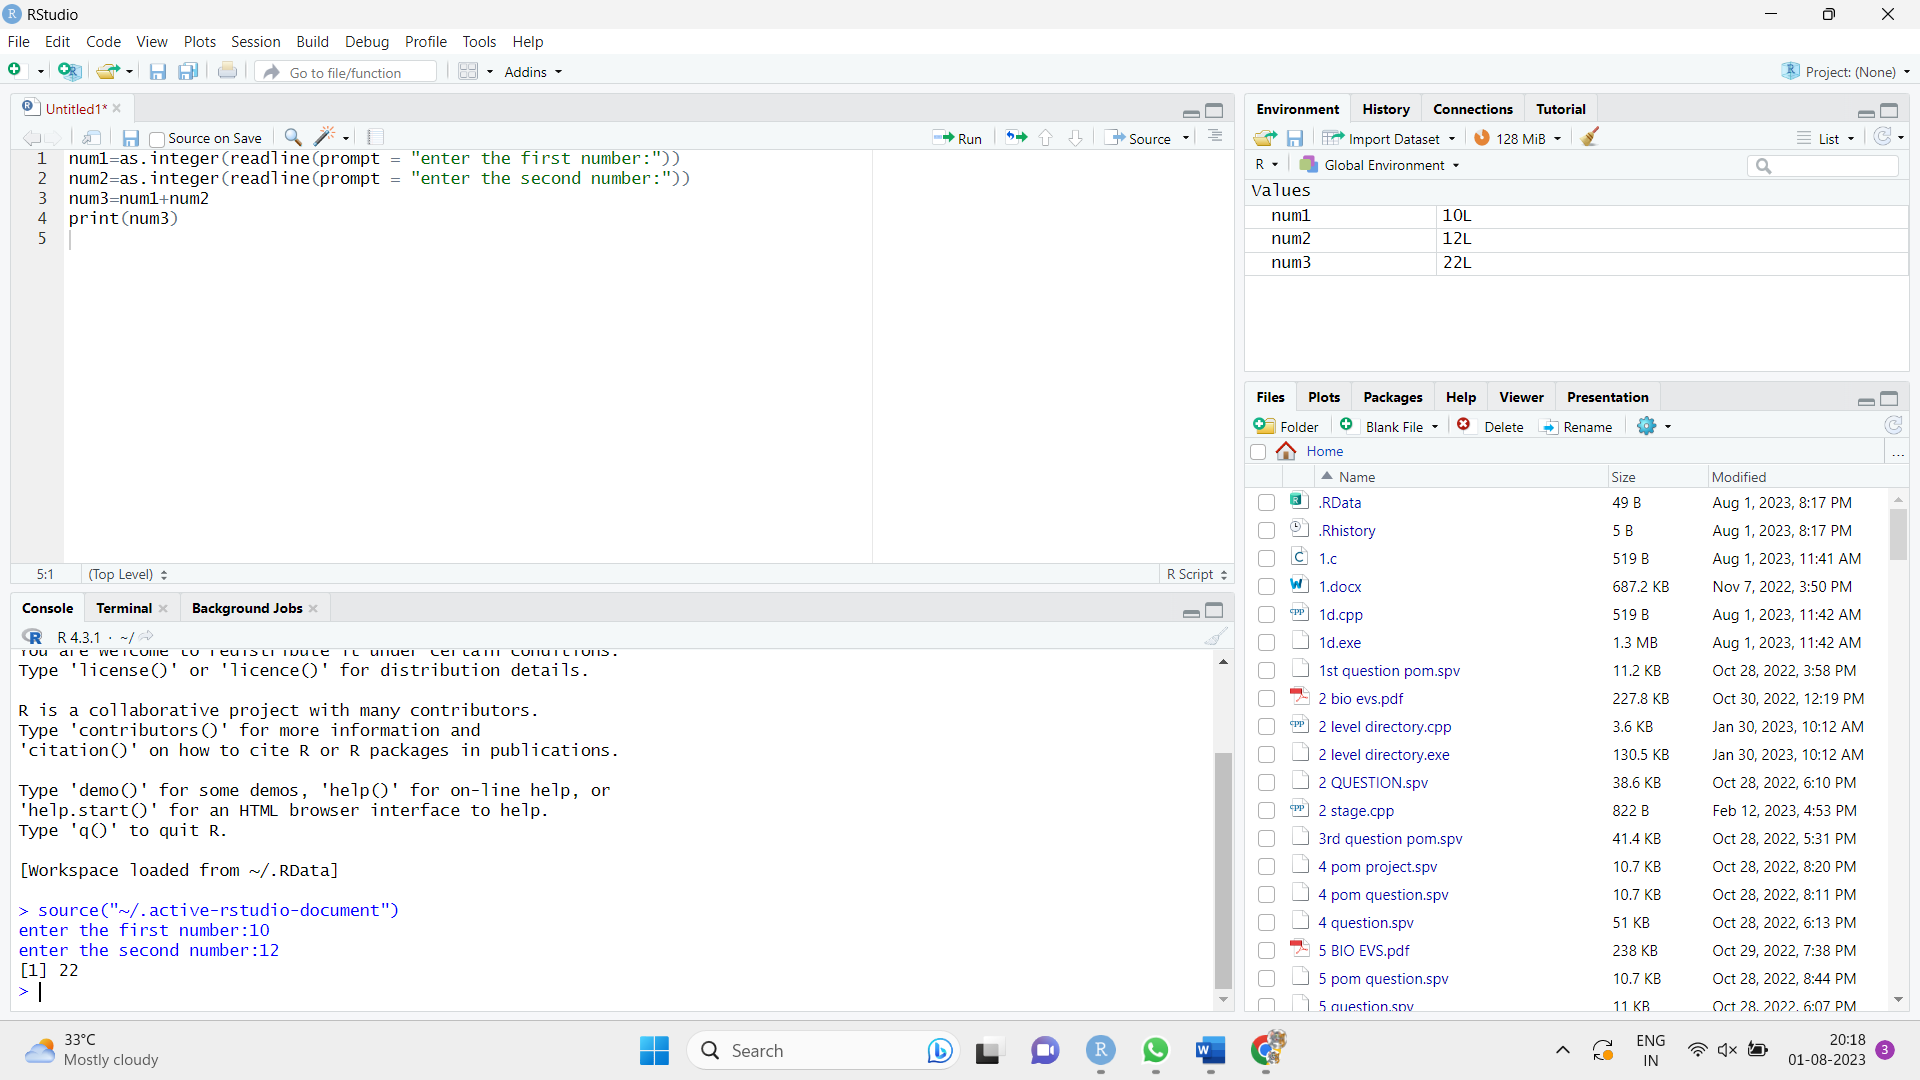 RStudio
File Edit Code View Plots Session Build Debug Profile Tools Help
Go to file/function Addins Project: (None)
Untitled1*
Source on Save Run Source
1 num1=as.integer(readline(prompt = "enter the first number:"))
2 num2=as.integer(readline(prompt = "enter the second number:"))
3 num3=num1+num2
4 print(num3)
5
5:1 (Top Level) R Script
Console Terminal Background Jobs
R 4.3.1 · ~/
You are welcome to redistribute it under certain conditions.
Type 'license()' or 'licence()' for distribution details.
R is a collaborative project with many contributors.
Type 'contributors()' for more information and
'citation()' on how to cite R or R packages in publications.
Type 'demo()' for some demos, 'help()' for on-line help, or
'help.start()' for an HTML browser interface to help.
Type 'q()' to quit R.
[Workspace loaded from ~/.RData]
> source("~/.active-rstudio-document")
enter the first number:10
enter the second number:12
[1] 22
>
Environment History Connections Tutorial
Import Dataset 128 MiB List
R Global Environment
Values
num1 10L
num2 12L
num3 22L
Files Plots Packages Help Viewer Presentation
Folder Blank File Delete Rename
Home ...
Name Size Modified
.RData 49 B Aug 1, 2023, 8:17 PM
.Rhistory 5 B Aug 1, 2023, 8:17 PM
1.c 519 B Aug 1, 2023, 11:41 AM
1.docx 687.2 KB Nov 7, 2022, 3:50 PM
1d.cpp 519 B Aug 1, 2023, 11:42 AM
1d.exe 1.3 MB Aug 1, 2023, 11:42 AM
1st question pom.spv 11.2 KB Oct 28, 2022, 3:58 PM
2 bio evs.pdf 227.8 KB Oct 30, 2022, 12:19 PM
2 level directory.cpp 3.6 KB Jan 30, 2023, 10:12 AM
2 level directory.exe 130.5 KB Jan 30, 2023, 10:12 AM
2 QUESTION.spv 38.6 KB Oct 28, 2022, 6:10 PM
2 stage.cpp 822 B Feb 12, 2023, 4:53 PM
3rd question pom.spv 41.4 KB Oct 28, 2022, 5:31 PM
4 pom project.spv 10.7 KB Oct 28, 2022, 8:20 PM
4 pom question.spv 10.7 KB Oct 28, 2022, 8:11 PM
4 question.spv 51 KB Oct 28, 2022, 6:13 PM
5 BIO EVS.pdf 238 KB Oct 29, 2022, 7:38 PM
5 pom question.spv 10.7 KB Oct 28, 2022, 8:44 PM
5 question.spv 11 KB Oct 28, 2022, 6:07 PM
33°C
Mostly cloudy
Search
ENG
IN
20:18
01-08-2023
3